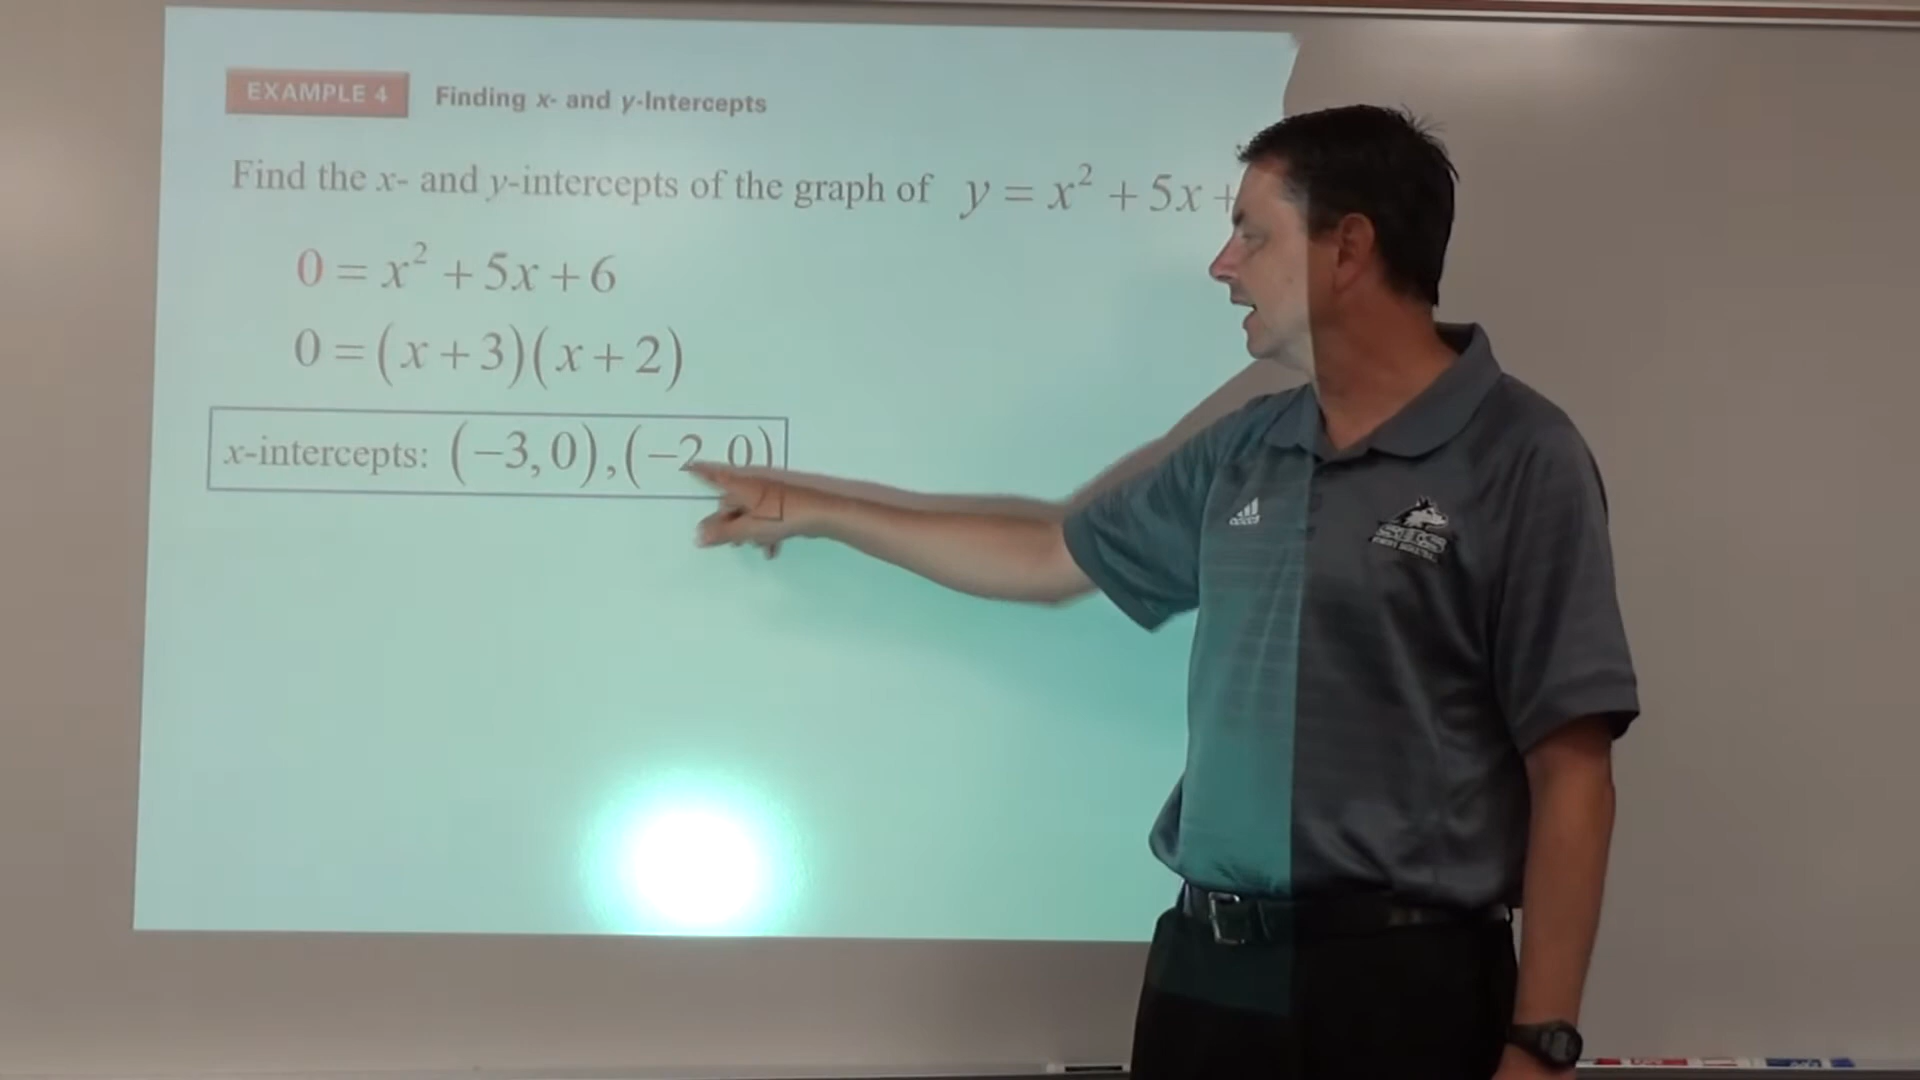 EXAMPLE 4 Finding x- and y-Intercepts
Find the x- and y-intercepts of the graph of y = x² + 5x +
0 = x² + 5x + 6
0 = (x + 3)(x + 2)
x-intercepts: (−3, 0), (−2, 0)
adidas